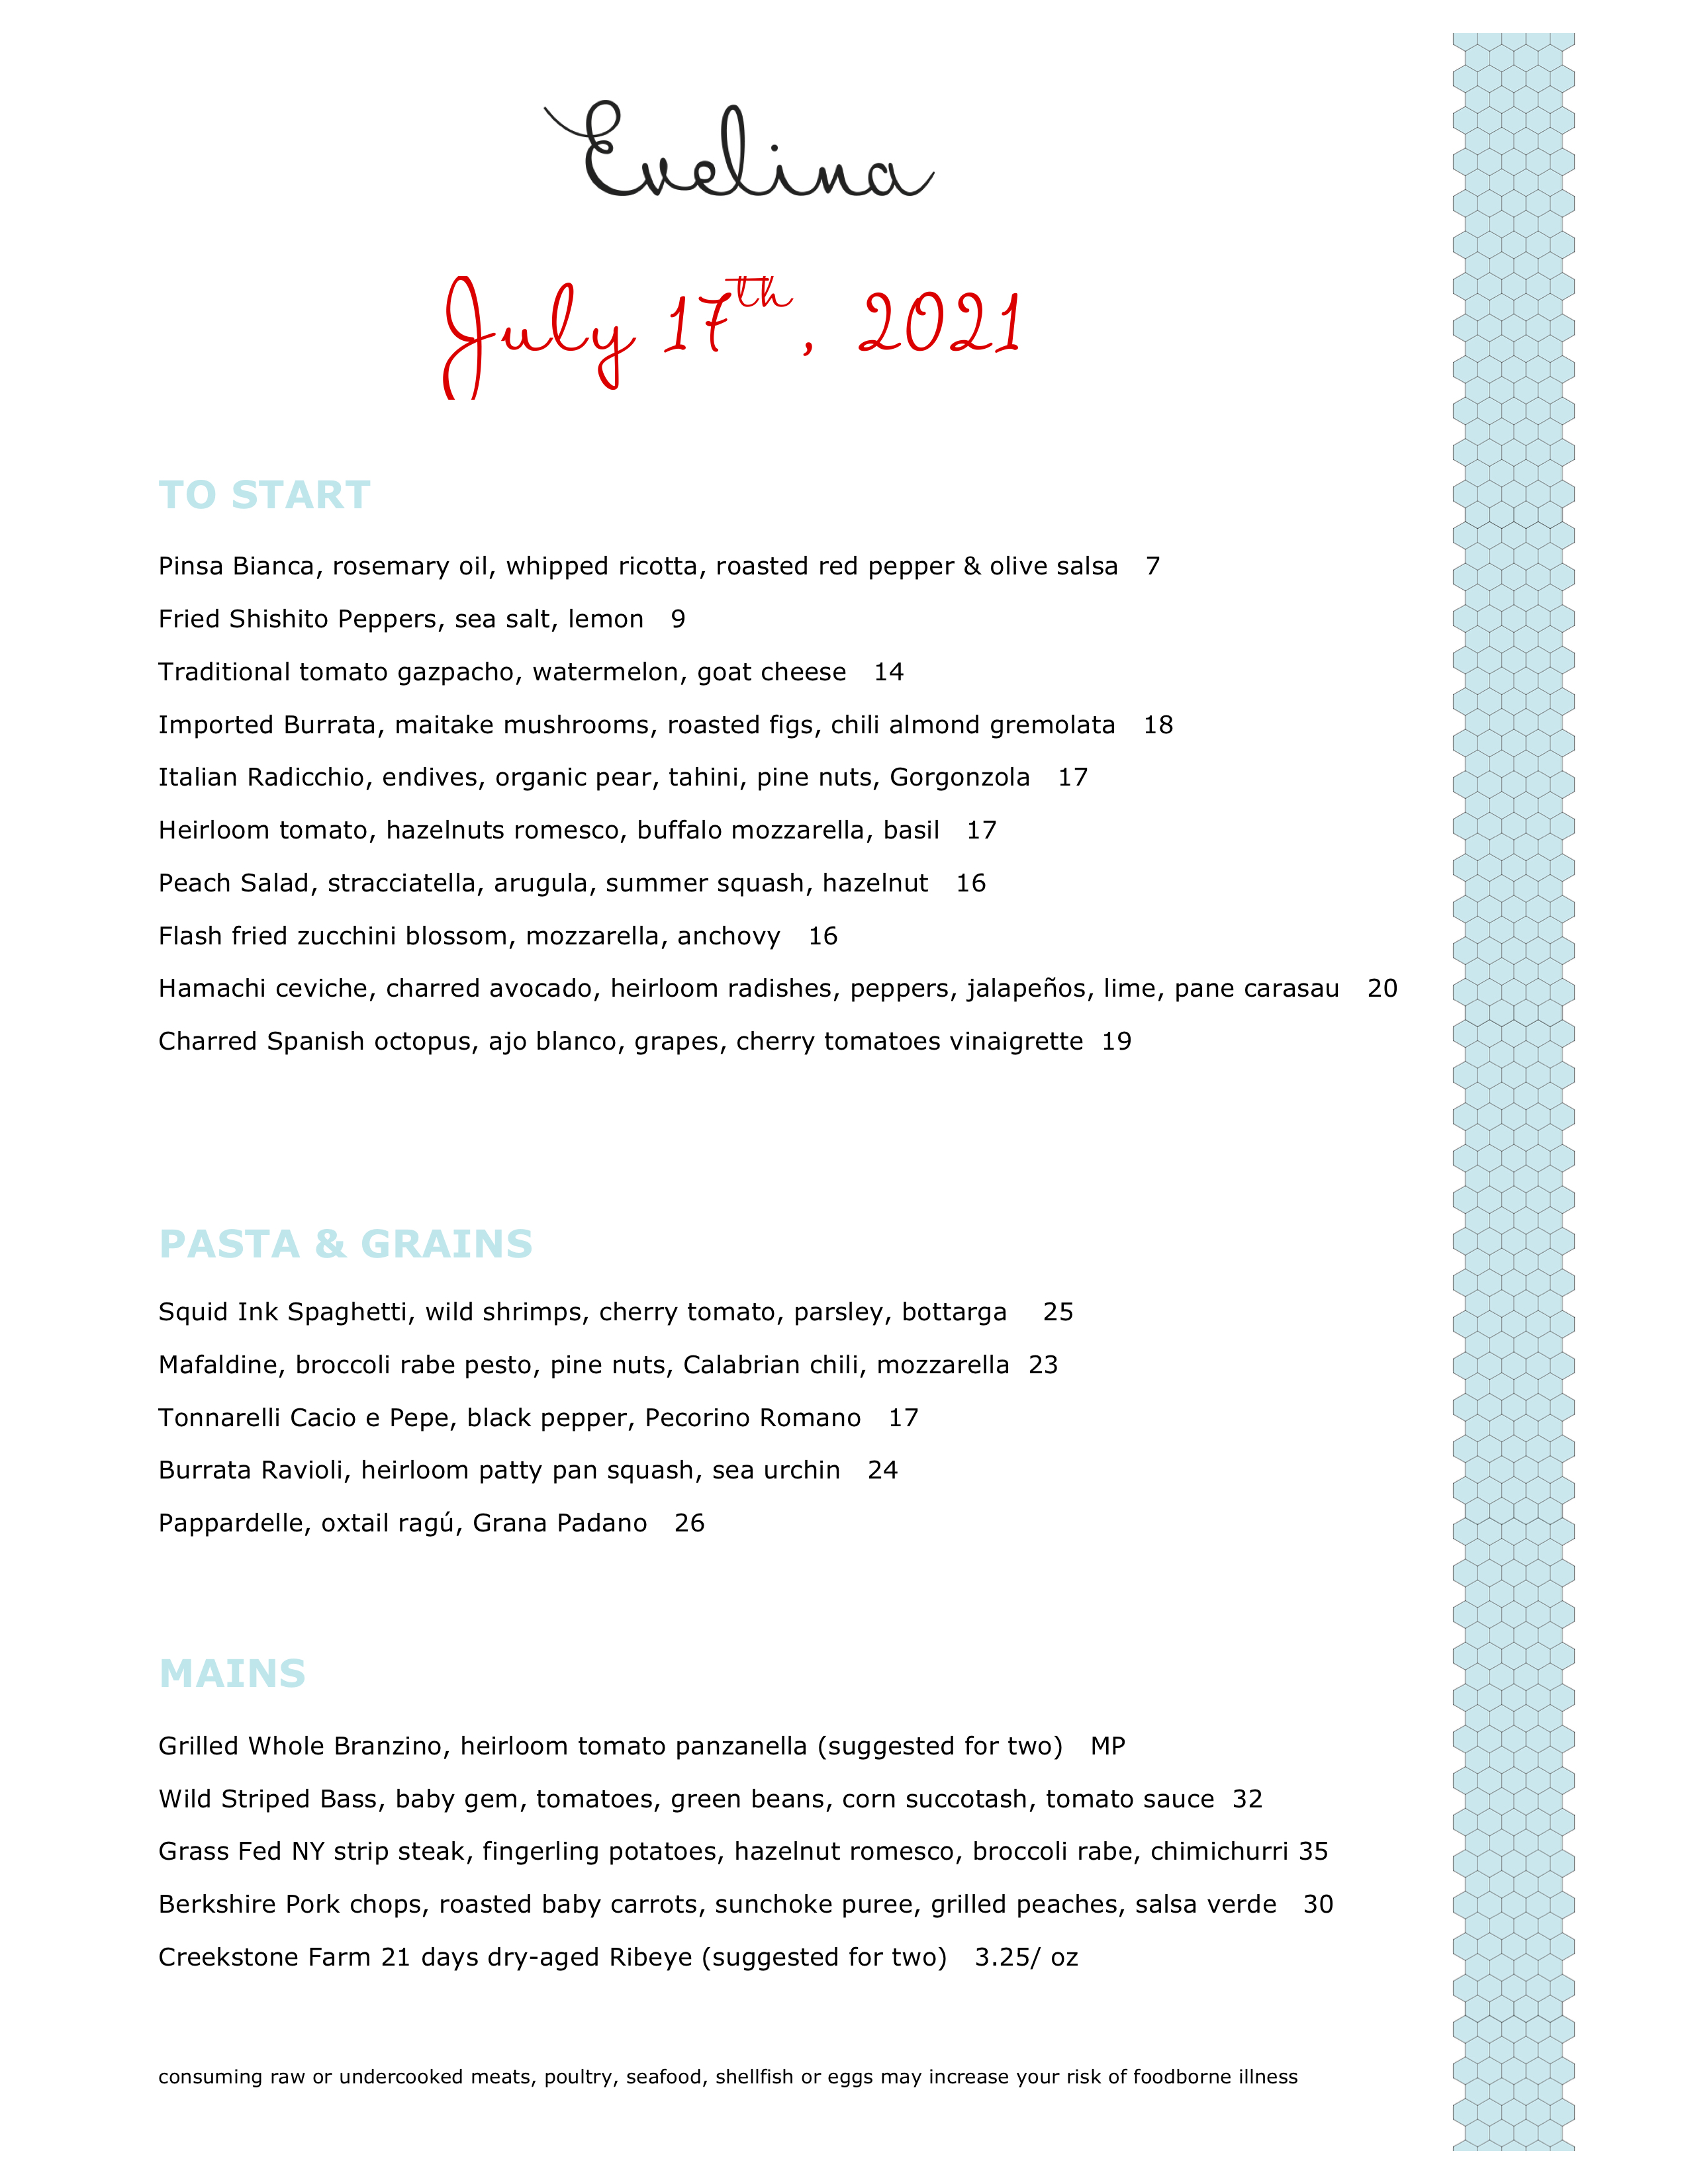 Evelina
July 17th, 2021
TO START
Pinsa Bianca, rosemary oil, whipped ricotta, roasted red pepper & olive salsa 7
Fried Shishito Peppers, sea salt, lemon 9
Traditional tomato gazpacho, watermelon, goat cheese 14
Imported Burrata, maitake mushrooms, roasted figs, chili almond gremolata 18
Italian Radicchio, endives, organic pear, tahini, pine nuts, Gorgonzola 17
Heirloom tomato, hazelnuts romesco, buffalo mozzarella, basil 17
Peach Salad, stracciatella, arugula, summer squash, hazelnut 16
Flash fried zucchini blossom, mozzarella, anchovy 16
Hamachi ceviche, charred avocado, heirloom radishes, peppers, jalapeños, lime, pane carasau 20
Charred Spanish octopus, ajo blanco, grapes, cherry tomatoes vinaigrette 19
PASTA & GRAINS
Squid Ink Spaghetti, wild shrimps, cherry tomato, parsley, bottarga 25
Mafaldine, broccoli rabe pesto, pine nuts, Calabrian chili, mozzarella 23
Tonnarelli Cacio e Pepe, black pepper, Pecorino Romano 17
Burrata Ravioli, heirloom patty pan squash, sea urchin 24
Pappardelle, oxtail ragú, Grana Padano 26
MAINS
Grilled Whole Branzino, heirloom tomato panzanella (suggested for two) MP
Wild Striped Bass, baby gem, tomatoes, green beans, corn succotash, tomato sauce 32
Grass Fed NY strip steak, fingerling potatoes, hazelnut romesco, broccoli rabe, chimichurri 35
Berkshire Pork chops, roasted baby carrots, sunchoke puree, grilled peaches, salsa verde 30
Creekstone Farm 21 days dry-aged Ribeye (suggested for two) 3.25/ oz
consuming raw or undercooked meats, poultry, seafood, shellfish or eggs may increase your risk of foodborne illness